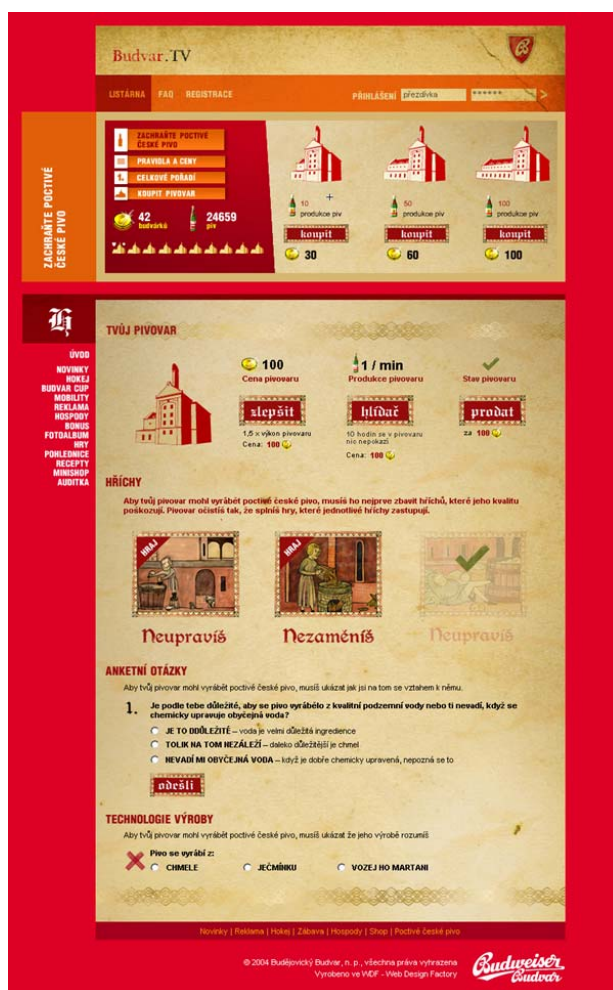 Budvar.TV
LISTÁRNA FAQ REGISTRACE
PŘIHLÁŠENÍ přezdívka ******* >
ZACHRAŇTE POCTIVÉ
ČESKÉ PIVO
ZACHRAŇTE POCTIVÉ
ČESKÉ PIVO
PRAVIDLA A CENY
CELKOVÉ POŘADÍ
KOUPIT PIVOVAR
42
budvárků
24659
piv
10
produkce piv
koupit
30
50
produkce piv
koupit
60
100
produkce piv
koupit
100
ÚVOD
NOVINKY
HOKEJ
BUDVAR CUP
MOBILITY
REKLAMA
HOSPODY
BONUS
FOTOALBUM
HRY
POHLEDNICE
RECEPTY
MINISHOP
AUDITKA
TVŮJ PIVOVAR
100
Cena pivovaru
zlepšit
1,5 x výkon pivovaru
Cena: 100
1 / min
Produkce pivovaru
hlídač
10 hodin se v pivovaru
nic nepokazí
Cena: 100
Stav pivovaru
prodat
za 100
HŘÍCHY
Aby tvůj pivovar mohl vyrábět poctivé české pivo, musíš ho nejprve zbavit hříchů, které jeho kvalitu
poškozují. Pivovar očistíš tak, že splníš hry, které jednotlivé hříchy zastupují.
HRAJ
Neupravíš
HRAJ
Nezaměníš
Neupravíš
ANKETNÍ OTÁZKY
Aby tvůj pivovar mohl vyrábět poctivé české pivo, musíš ukázat jak jsi na tom se vztahem k němu.
1. Je podle tebe důležité, aby se pivo vyrábělo z kvalitní podzemní vody nebo ti nevadí, když se
chemicky upravuje obyčejná voda?
JE TO DDŮLEŽITÉ – voda je velmi důležitá ingredience
TOLIK NA TOM NEZÁLEŽÍ – daleko důležitější je chmel
NEVADÍ MI OBYČEJNÁ VODA – když je dobře chemicky upravená, nepozná se to
odešli
TECHNOLOGIE VÝROBY
Aby tvůj pivovar mohl vyrábět poctivé české pivo, musíš ukázat že jeho výrobě rozumíš
Pivo se vyrábí z:
CHMELE JEČMÍNKU VOZEJ HO MARTANI
Novinky | Reklama | Hokej | Zábava | Hospody | Shop | Poctivé české pivo
© 2004 Budějovický Budvar, n. p., všechna práva vyhrazena
Vyrobeno ve WDF - Web Design Factory
Budweiser
Budvar